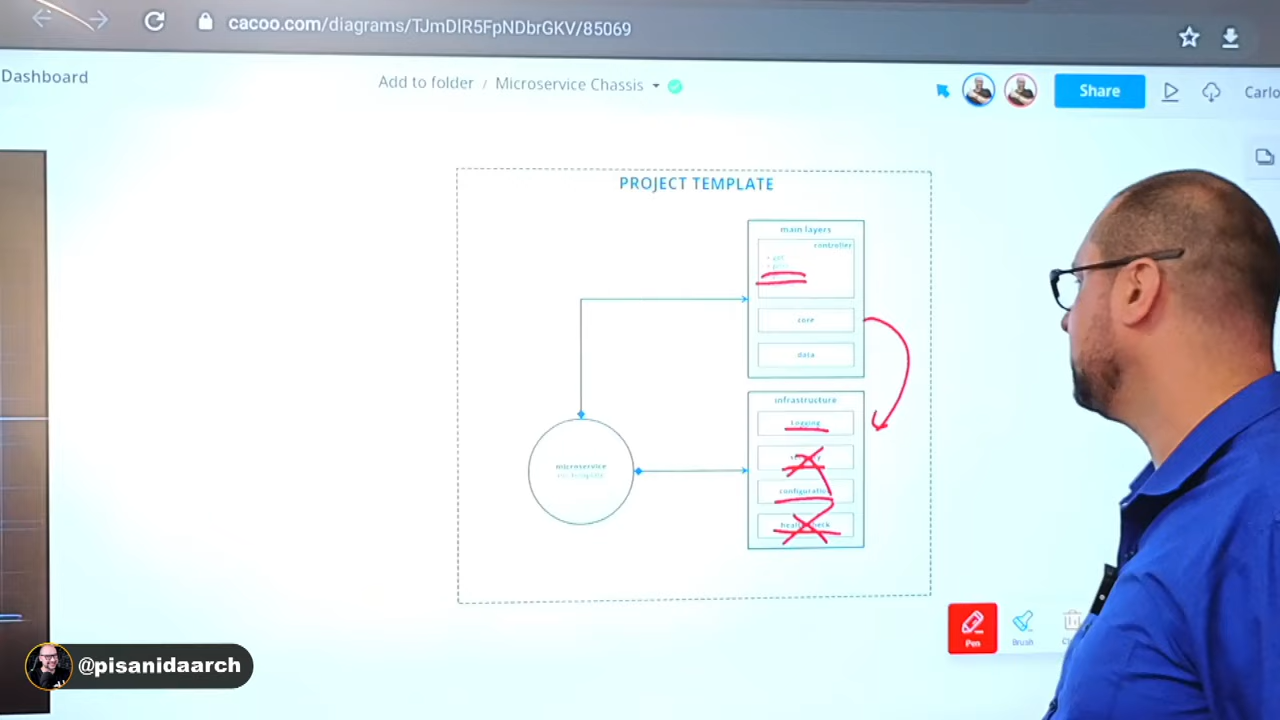 cacoo.com/diagrams/TJmDlR5FpNDbrGKV/85069
Dashboard
Add to folder / Microservice Chassis
Share
Carlo
PROJECT TEMPLATE
main layers
controller
core
data
infrastructure
Logging
configuration
microservice
Pen
Brush
@pisanidaarch